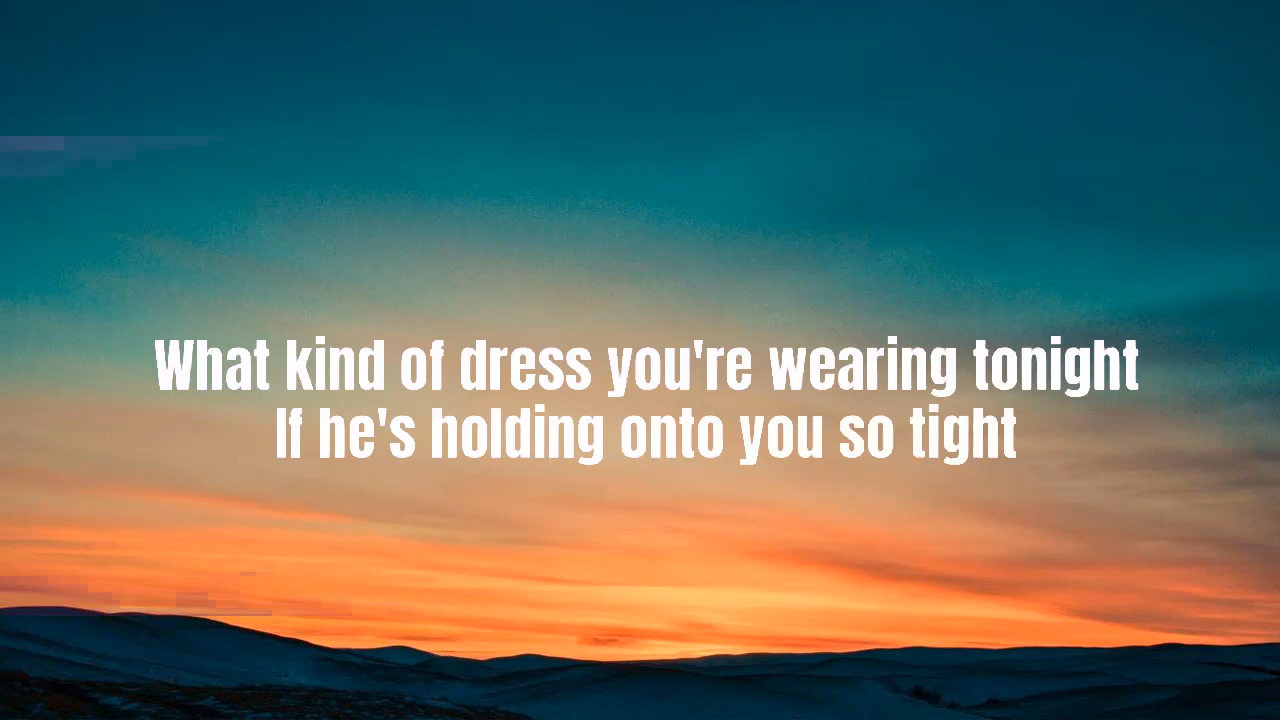 What kind of dress you're wearing tonight
If he's holding onto you so tight